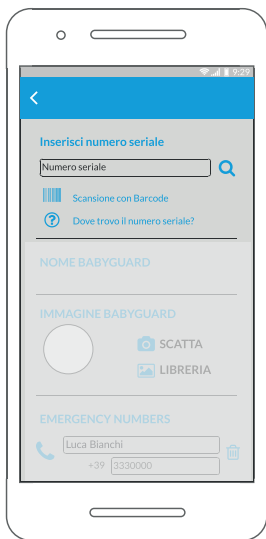 9:29
Inserisci numero seriale
Numero seriale
Scansione con Barcode
? Dove trovo il numero seriale?
NOME BABYGUARD
IMMAGINE BABYGUARD
SCATTA
LIBRERIA
EMERGENCY NUMBERS
Luca Bianchi
+39 3330000